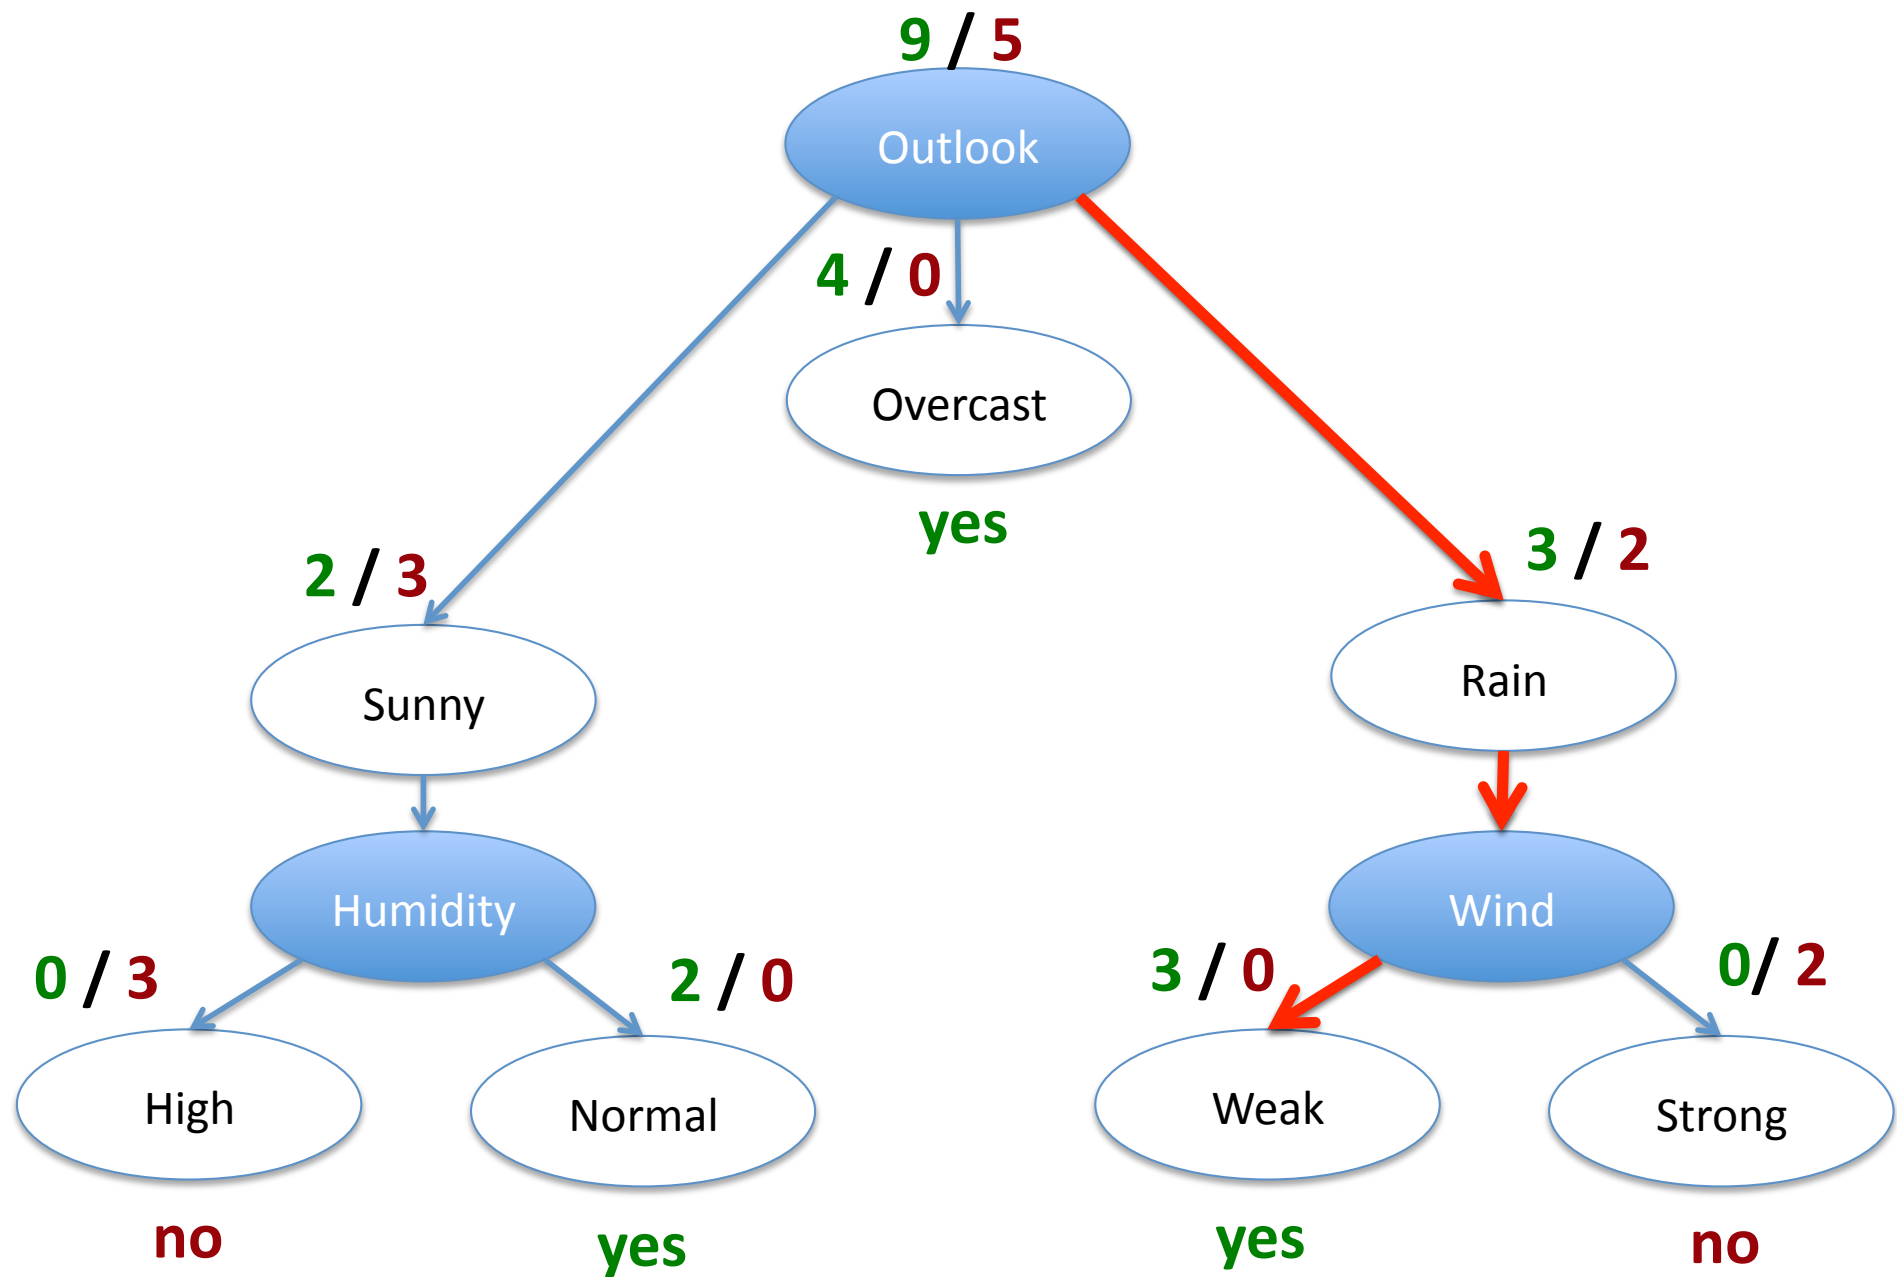 9 / 5
Outlook
4 / 0
Overcast
yes
2 / 3
3 / 2
Sunny
Rain
Humidity
Wind
0 / 3
2 / 0
3 / 0
0/ 2
High
Normal
Weak
Strong
no
yes
yes
no